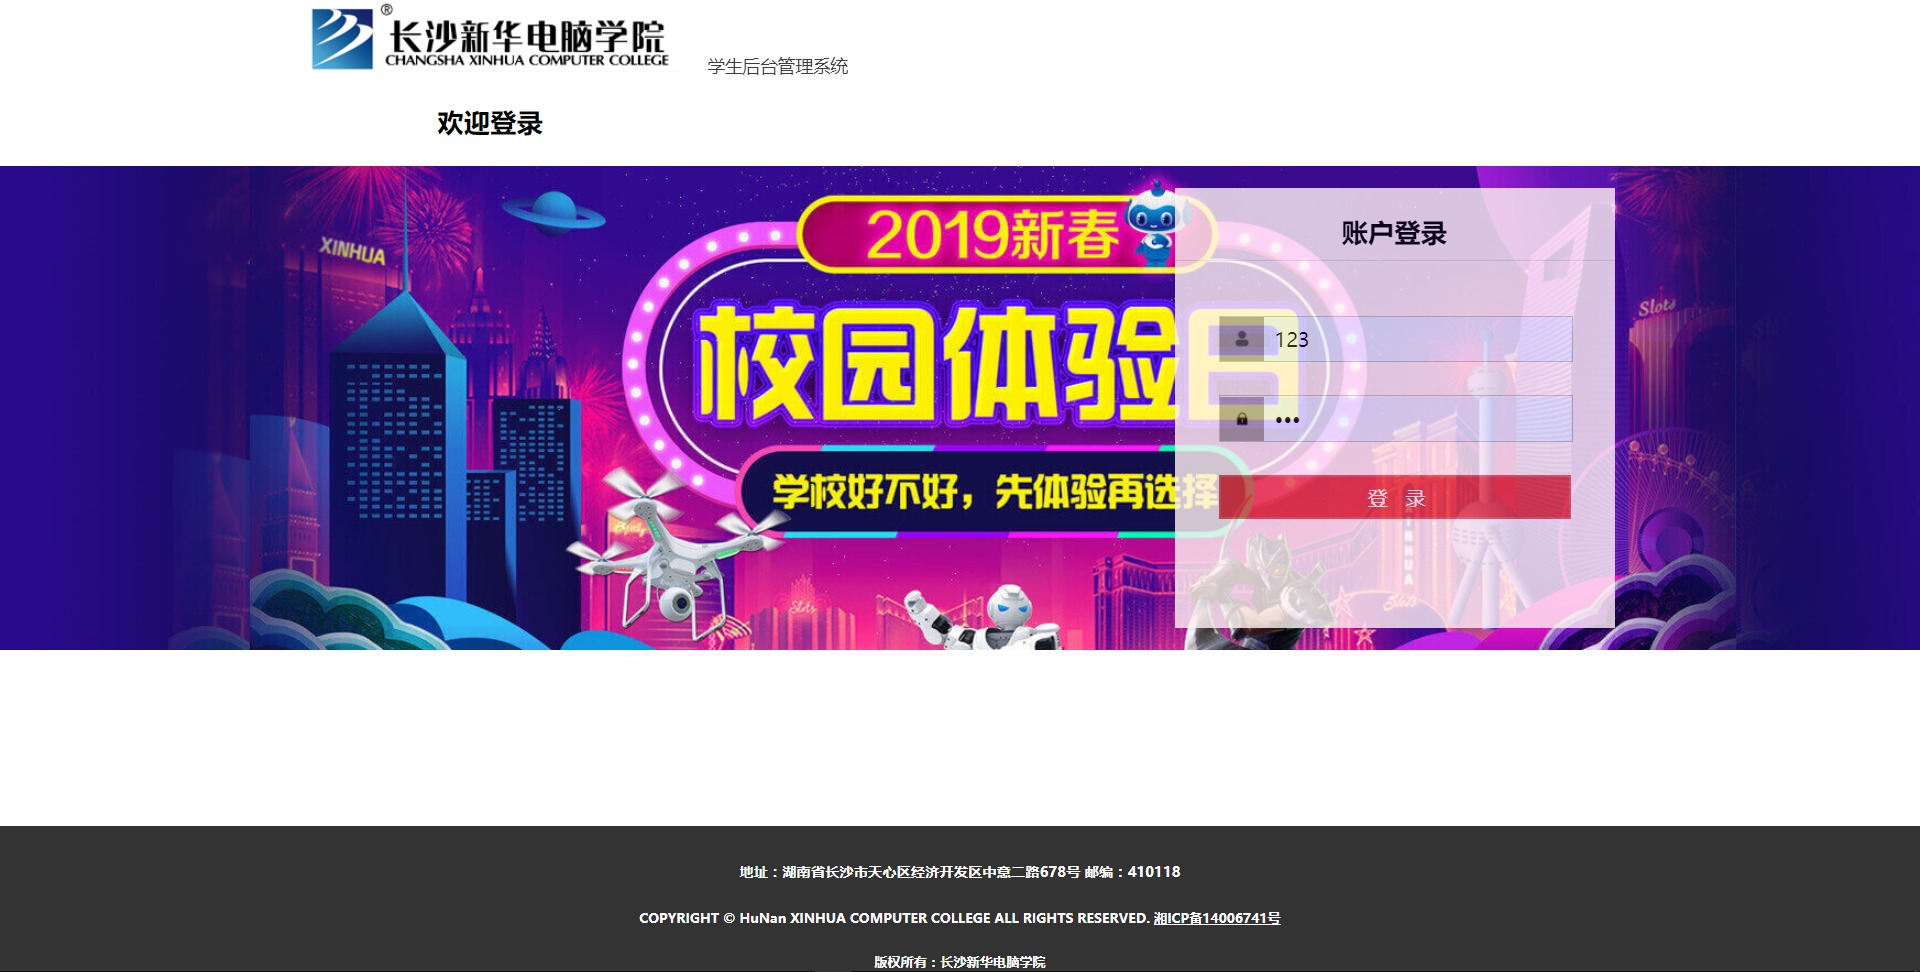 长沙新华电脑学院®
CHANGSHA XINHUA COMPUTER COLLEGE
学生后台管理系统
欢迎登录
XINHUA
2019新春
校园体验日
学校好不好，先体验再选择
Slots
Slots
Slots
XINHUA
账户登录
123
•••
登 录
地址：湖南省长沙市天心区经济开发区中意二路678号 邮编：410118
COPYRIGHT © HuNan XINHUA COMPUTER COLLEGE ALL RIGHTS RESERVED. 湘ICP备14006741号
版权所有：长沙新华电脑学院